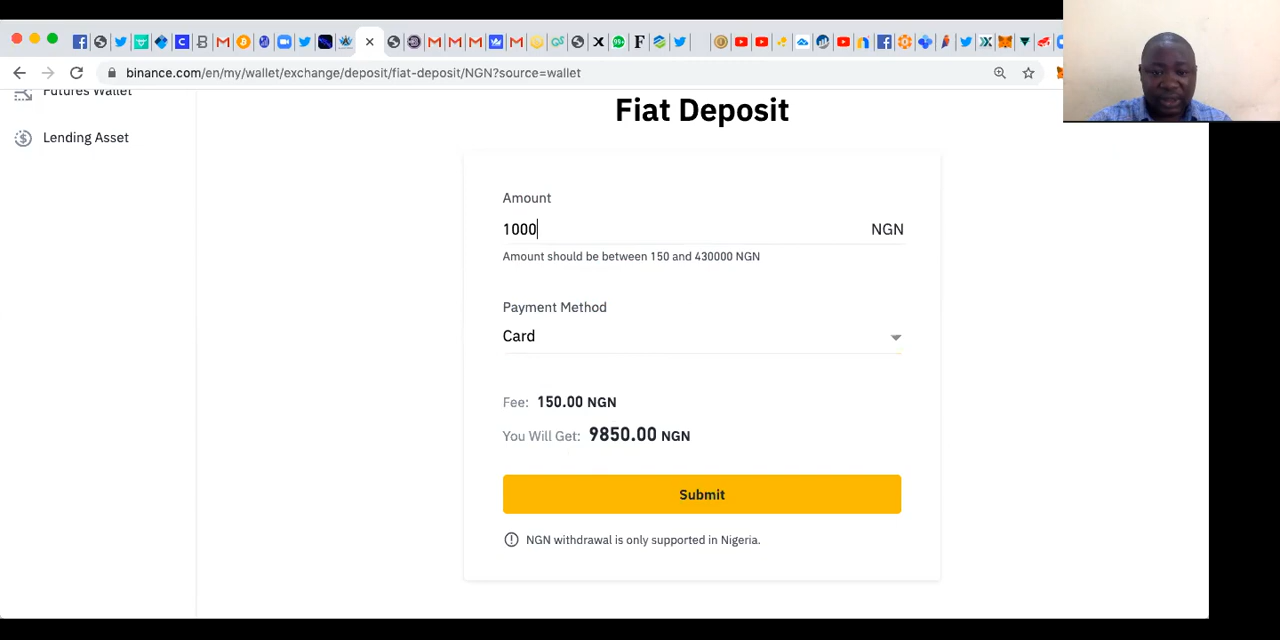 binance.com/en/my/wallet/exchange/deposit/fiat-deposit/NGN?source=wallet
Futures Wallet
Lending Asset
Fiat Deposit
Amount
1000 NGN
Amount should be between 150 and 430000 NGN
Payment Method
Card
Fee: 150.00 NGN
You Will Get: 9850.00 NGN
Submit
NGN withdrawal is only supported in Nigeria.